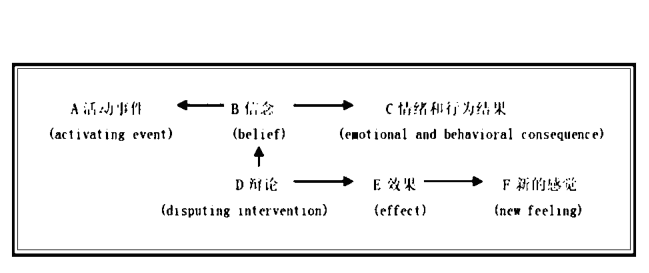 A 活动事件 B 信念 C 情绪和行为结果
(activating event) (belief) (emotional and behavioral consequence)
D 辩论 E 效果 F 新的感觉
(disputing intervention) (effect) (new feeling)